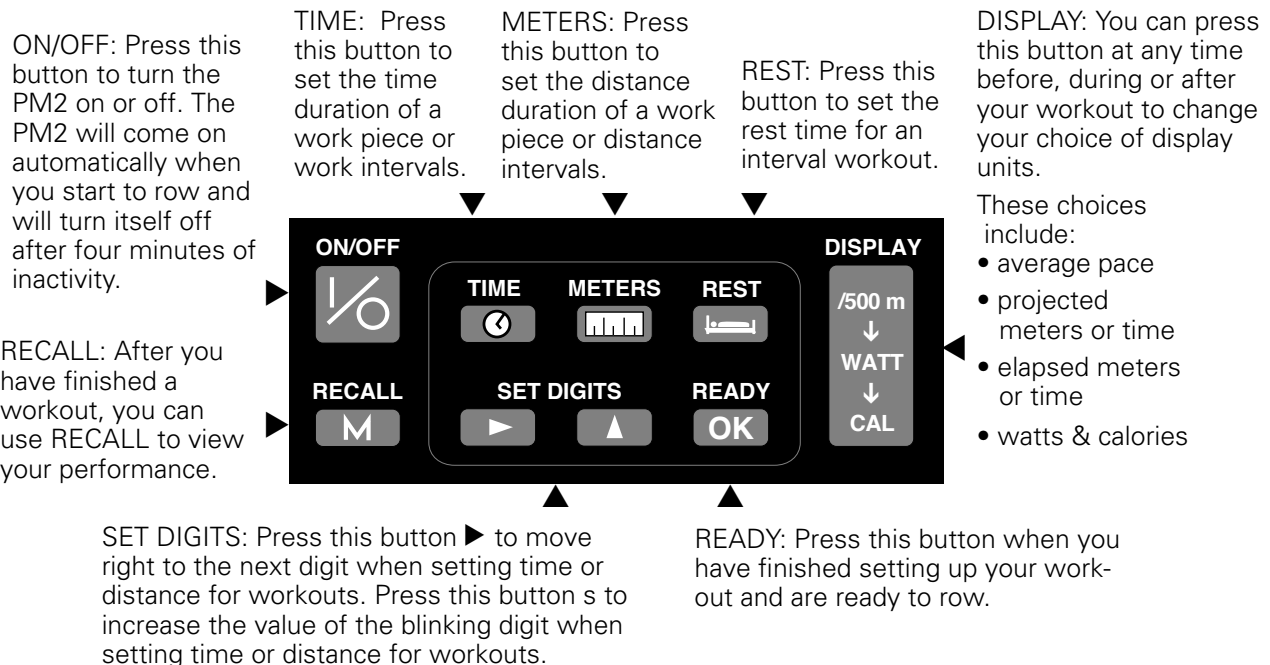 ON/OFF: Press this
button to turn the
PM2 on or off. The
PM2 will come on
automatically when
you start to row and
will turn itself off
after four minutes of
inactivity.
TIME:  Press
this button to
set the time
duration of a
work piece or
work intervals.
METERS: Press
this button to
set the distance
duration of a work
piece or distance
intervals.
REST: Press this
button to set the
rest time for an
interval workout.
DISPLAY: You can press
this button at any time
before, during or after
your workout to change
your choice of display
units.
These choices
include:
• average pace
• projected
meters or time
• elapsed meters
or time
• watts & calories
RECALL: After you
have finished a
workout, you can
use RECALL to view
your performance.
ON/OFF
TIME
METERS
REST
DISPLAY
/500 m
↓
WATT
↓
CAL
RECALL
M
SET DIGITS
READY
OK
SET DIGITS: Press this button ▶ to move
right to the next digit when setting time or
distance for workouts. Press this button s to
increase the value of the blinking digit when
setting time or distance for workouts.
READY: Press this button when you
have finished setting up your work-
out and are ready to row.